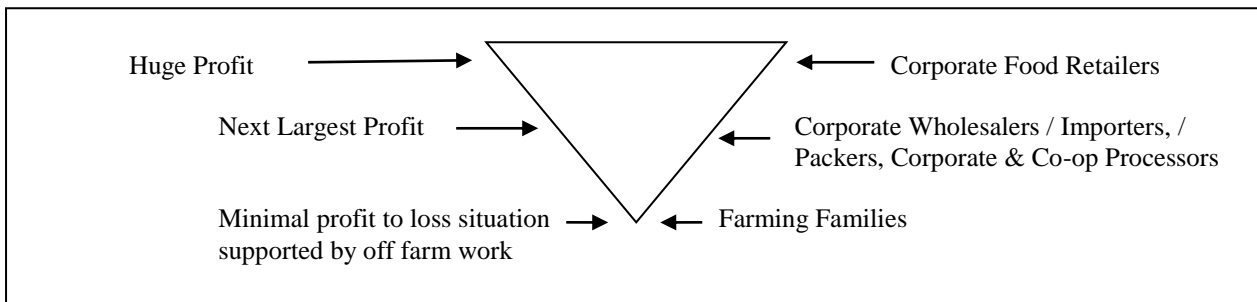 Huge Profit
Corporate Food Retailers
Next Largest Profit
Corporate Wholesalers / Importers, /
Packers, Corporate & Co-op Processors
Minimal profit to loss situation
supported by off farm work
Farming Families